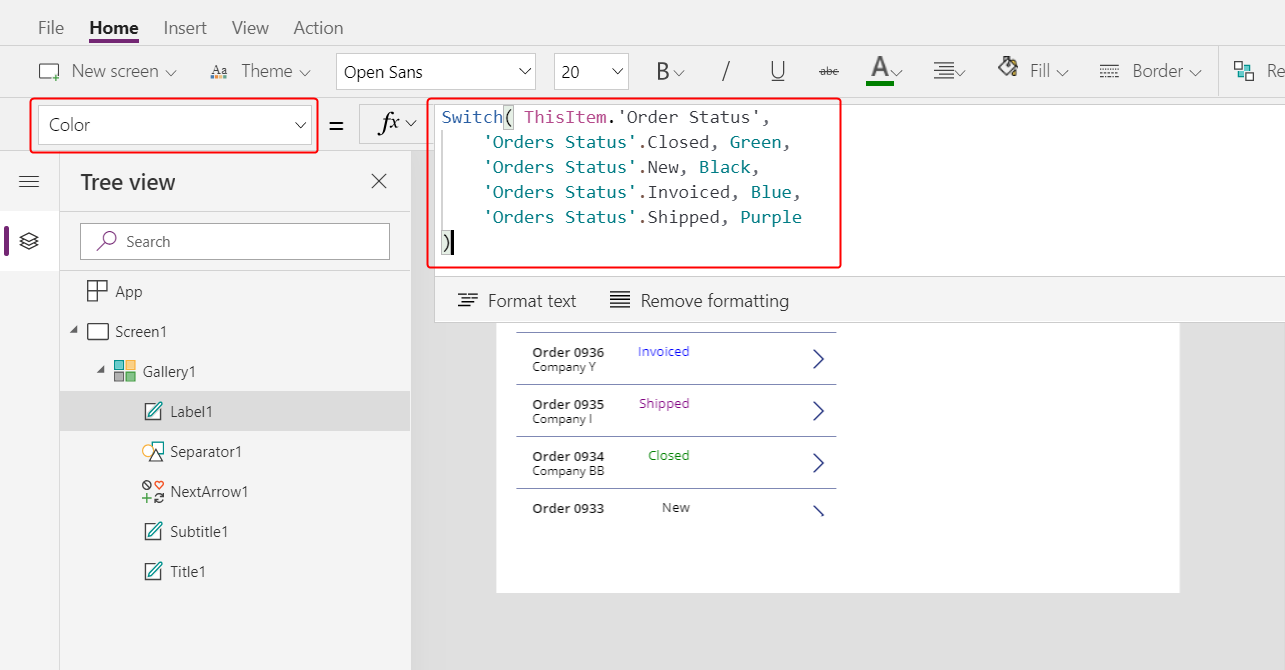 File Home Insert View Action
New screen Aa Theme Open Sans 20 B / U abc A Fill Border Re
Color = fx
Switch( ThisItem.'Order Status',
'Orders Status'.Closed, Green,
'Orders Status'.New, Black,
'Orders Status'.Invoiced, Blue,
'Orders Status'.Shipped, Purple
)
Format text Remove formatting
Tree view
Search
App
Screen1
Gallery1
Label1
Separator1
NextArrow1
Subtitle1
Title1
Order 0936 Invoiced
Company Y
Order 0935 Shipped
Company I
Order 0934 Closed
Company BB
Order 0933 New